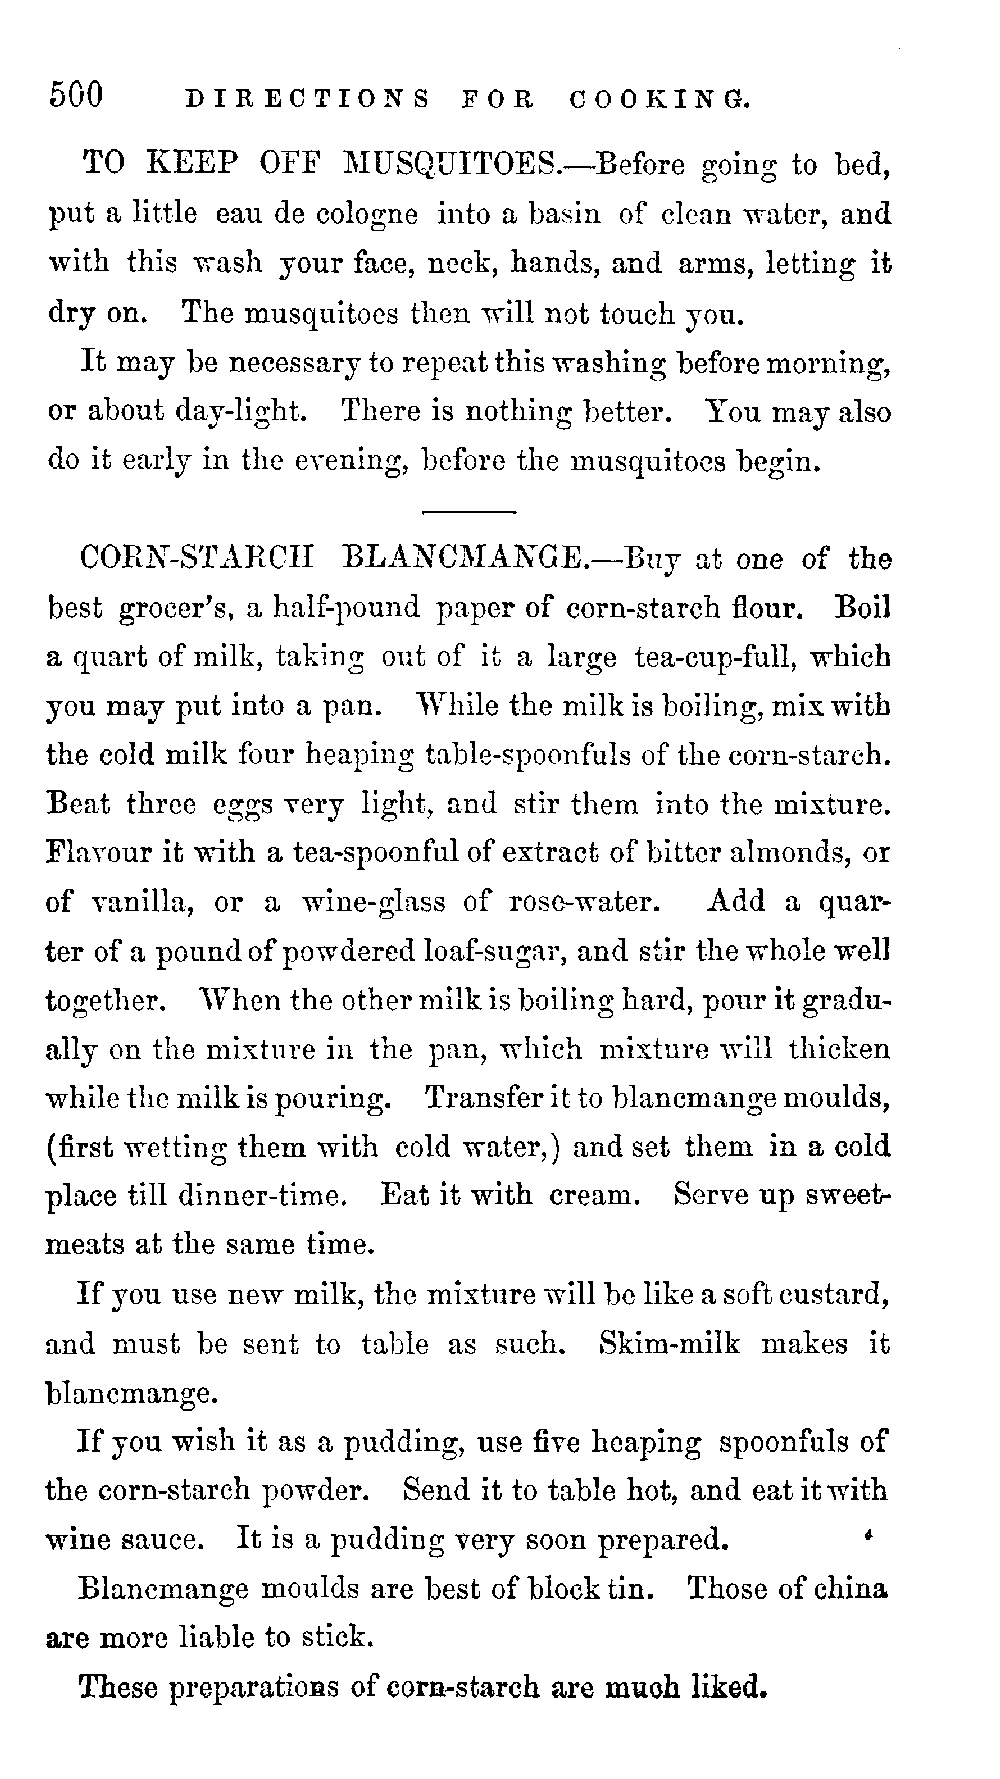 500 DIRECTIONS FOR COOKING.
TO KEEP OFF MUSQUITOES.—Before going to bed,
put a little eau de cologne into a basin of clean water, and
with this wash your face, neck, hands, and arms, letting it
dry on. The musquitoes then will not touch you.
It may be necessary to repeat this washing before morning,
or about day-light. There is nothing better. You may also
do it early in the evening, before the musquitoes begin.
CORN-STARCH BLANCMANGE.—Buy at one of the
best grocer's, a half-pound paper of corn-starch flour. Boil
a quart of milk, taking out of it a large tea-cup-full, which
you may put into a pan. While the milk is boiling, mix with
the cold milk four heaping table-spoonfuls of the corn-starch.
Beat three eggs very light, and stir them into the mixture.
Flavour it with a tea-spoonful of extract of bitter almonds, or
of vanilla, or a wine-glass of rose-water. Add a quar-
ter of a pound of powdered loaf-sugar, and stir the whole well
together. When the other milk is boiling hard, pour it gradu-
ally on the mixture in the pan, which mixture will thicken
while the milk is pouring. Transfer it to blancmange moulds,
(first wetting them with cold water,) and set them in a cold
place till dinner-time. Eat it with cream. Serve up sweet-
meats at the same time.
If you use new milk, the mixture will be like a soft custard,
and must be sent to table as such. Skim-milk makes it
blancmange.
If you wish it as a pudding, use five heaping spoonfuls of
the corn-starch powder. Send it to table hot, and eat it with
wine sauce. It is a pudding very soon prepared.
Blancmange moulds are best of block tin. Those of china
are more liable to stick.
These preparations of corn-starch are much liked.